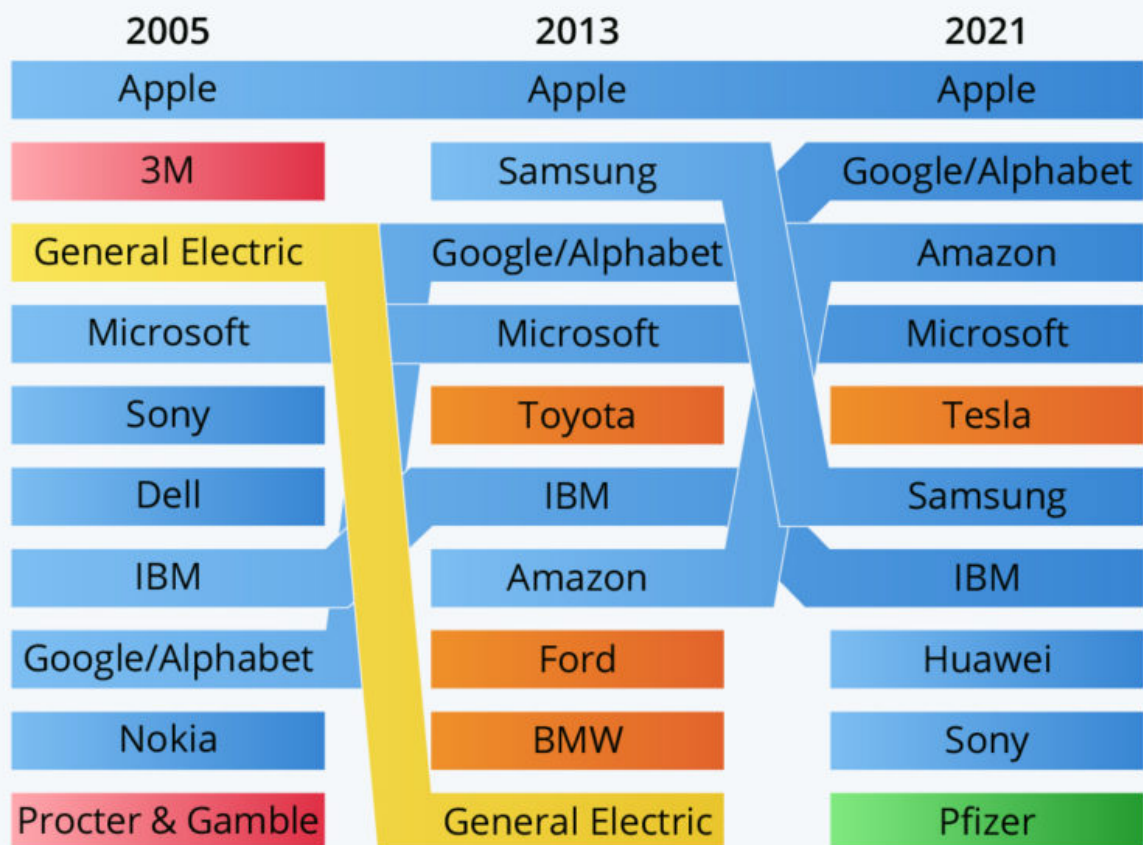 2005 2013 2021
Apple Apple Apple
3M Samsung Google/Alphabet
General Electric Google/Alphabet Amazon
Microsoft Microsoft Microsoft
Sony Toyota Tesla
Dell IBM Samsung
IBM Amazon IBM
Google/Alphabet Ford Huawei
Nokia BMW Sony
Procter & Gamble General Electric Pfizer